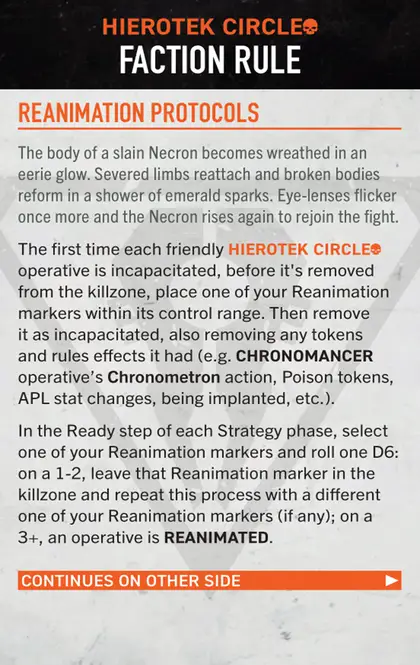 HIEROTEK CIRCLE
FACTION RULE
REANIMATION PROTOCOLS
The body of a slain Necron becomes wreathed in an
eerie glow. Severed limbs reattach and broken bodies
reform in a shower of emerald sparks. Eye-lenses flicker
once more and the Necron rises again to rejoin the fight.
The first time each friendly HIEROTEK CIRCLE
operative is incapacitated, before it's removed
from the killzone, place one of your Reanimation
markers within its control range. Then remove
it as incapacitated, also removing any tokens
and rules effects it had (e.g. CHRONOMANCER
operative's Chronometron action, Poison tokens,
APL stat changes, being implanted, etc.).
In the Ready step of each Strategy phase, select
one of your Reanimation markers and roll one D6:
on a 1-2, leave that Reanimation marker in the
killzone and repeat this process with a different
one of your Reanimation markers (if any); on a
3+, an operative is REANIMATED.
CONTINUES ON OTHER SIDE